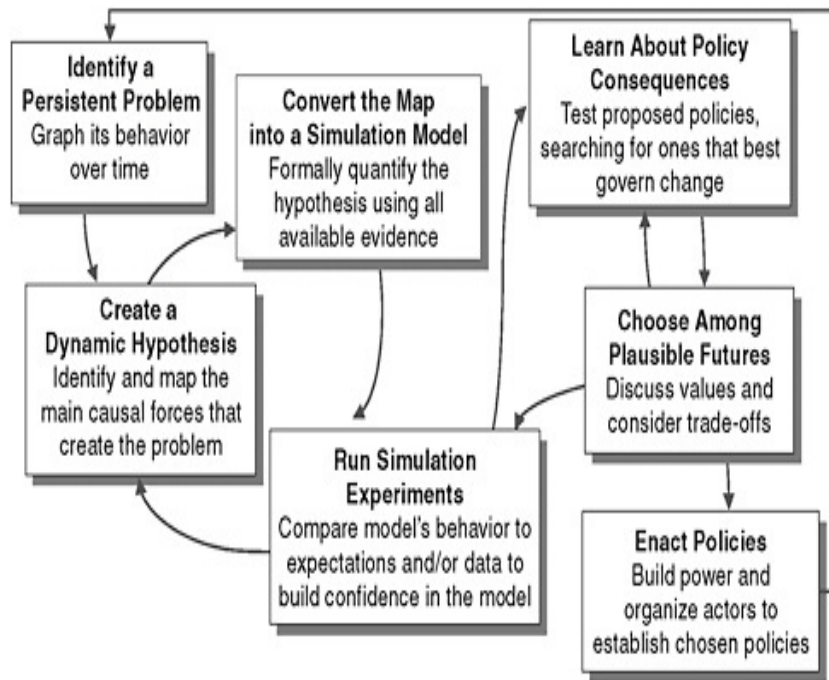 Identify a
Persistent Problem
Graph its behavior
over time
Convert the Map
into a Simulation Model
Formally quantify the
hypothesis using all
available evidence
Learn About Policy
Consequences
Test proposed policies,
searching for ones that best
govern change
Create a
Dynamic Hypothesis
Identify and map the
main causal forces that
create the problem
Choose Among
Plausible Futures
Discuss values and
consider trade-offs
Run Simulation
Experiments
Compare model's behavior to
expectations and/or data to
build confidence in the model
Enact Policies
Build power and
organize actors to
establish chosen policies